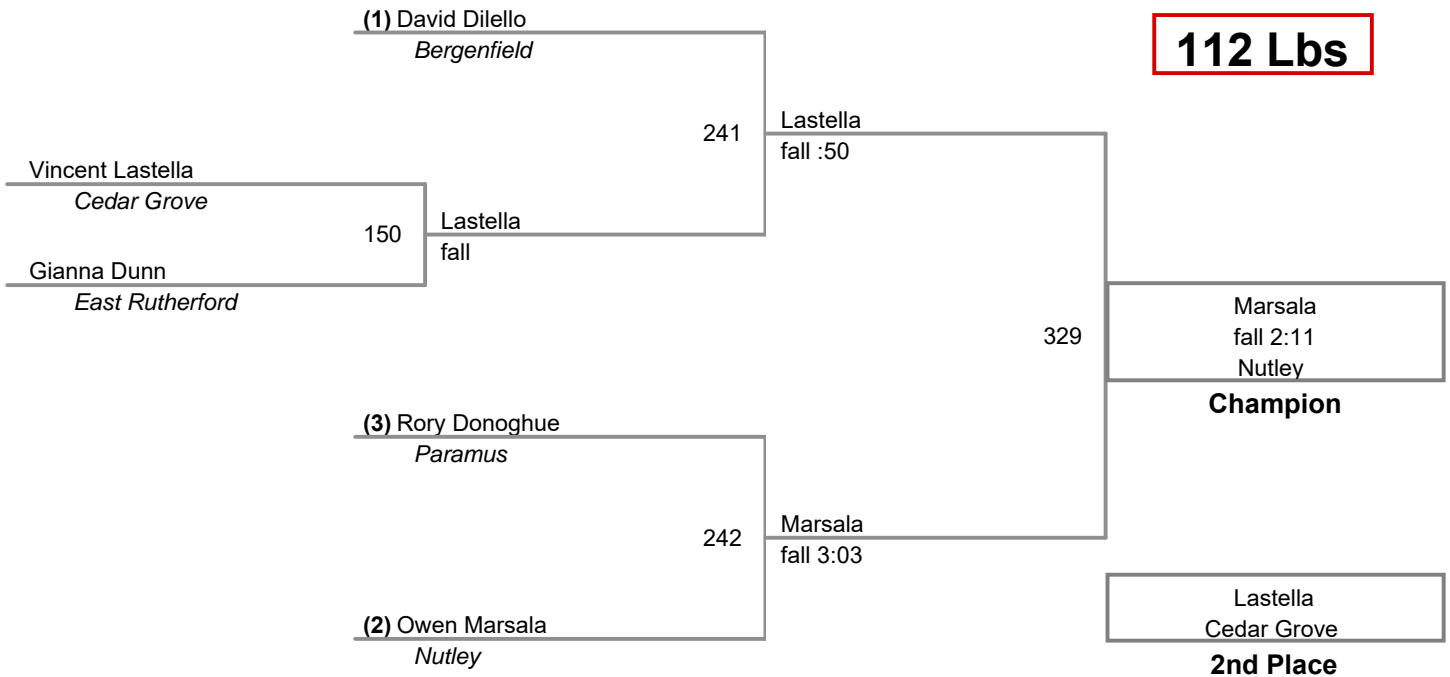 (1) David Dilello
Bergenfield
112 Lbs
241
Lastella
fall :50
Vincent Lastella
Cedar Grove
150
Lastella
fall
Gianna Dunn
East Rutherford
329
Marsala
fall 2:11
Nutley
Champion
(3) Rory Donoghue
Paramus
242
Marsala
fall 3:03
(2) Owen Marsala
Nutley
Lastella
Cedar Grove
2nd Place